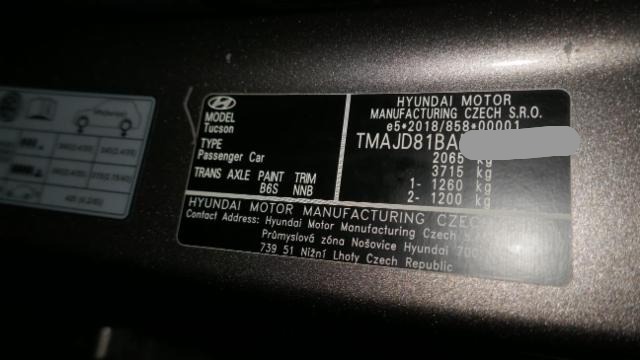 MODEL
Tucson
TYPE
Passenger Car
TRANS AXLE PAINT TRIM
B6S NNB
HYUNDAI MOTOR
MANUFACTURING CZECH S.R.O.
e5*2018/858*00001
TMAJD81BA
2065 kg
3715 kg
1- 1260 kg
2- 1200 kg
HYUNDAI MOTOR MANUFACTURING CZEC
Contact Address: Hyundai Motor Manufacturing Czech
Průmyslová zóna Nošovice Hyundai 700
739 51 Nižní Lhoty Czech Republic